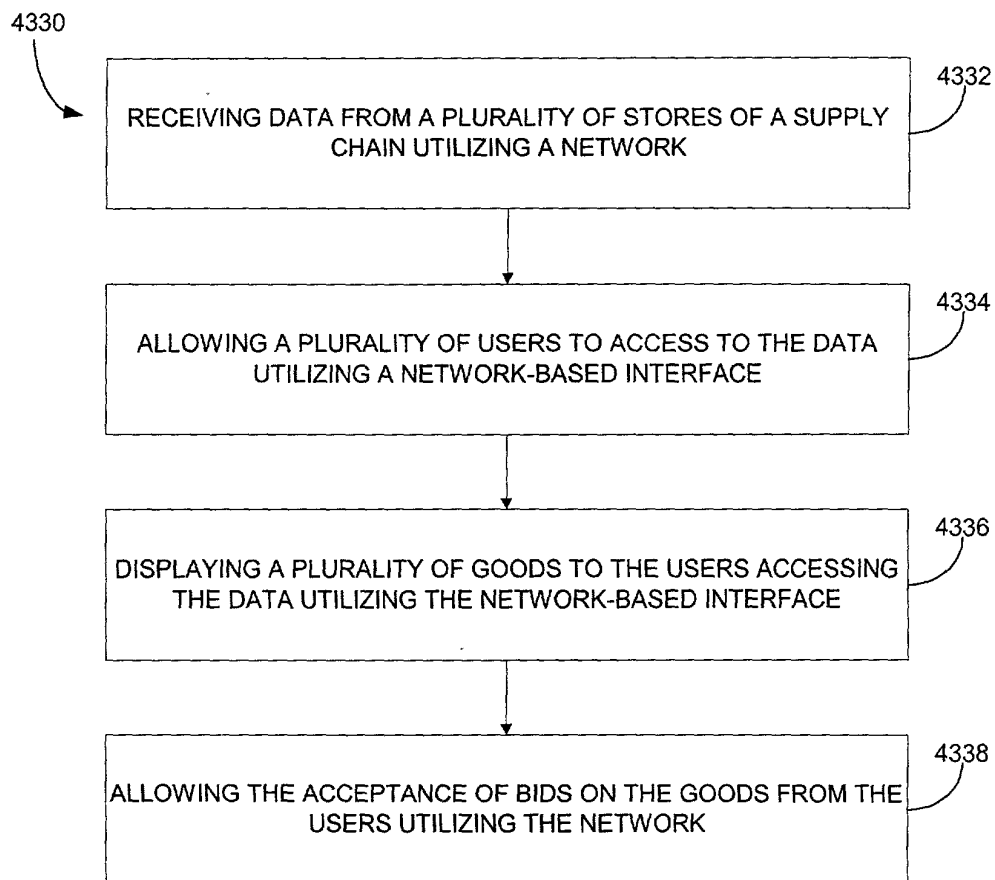 4330
4332
RECEIVING DATA FROM A PLURALITY OF STORES OF A SUPPLY
CHAIN UTILIZING A NETWORK
4334
ALLOWING A PLURALITY OF USERS TO ACCESS TO THE DATA
UTILIZING A NETWORK-BASED INTERFACE
4336
DISPLAYING A PLURALITY OF GOODS TO THE USERS ACCESSING
THE DATA UTILIZING THE NETWORK-BASED INTERFACE
4338
ALLOWING THE ACCEPTANCE OF BIDS ON THE GOODS FROM THE
USERS UTILIZING THE NETWORK